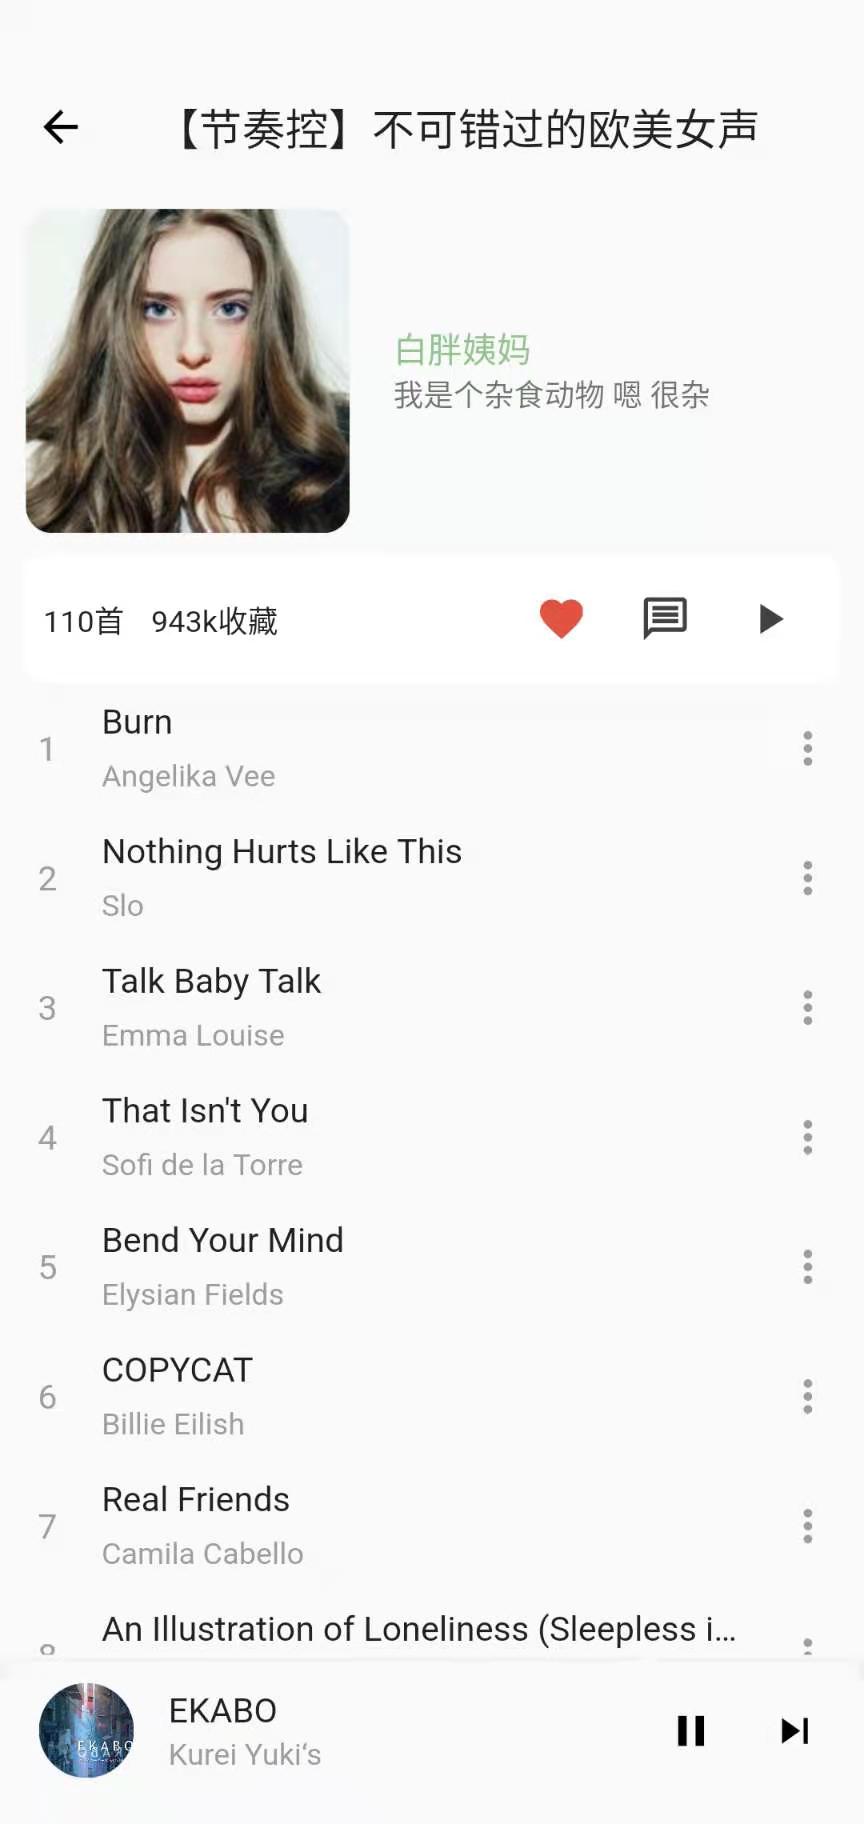 【节奏控】不可错过的欧美女声
白胖姨妈
我是个杂食动物 嗯 很杂
110首 943k收藏
1
Burn
Angelika Vee
2
Nothing Hurts Like This
Slo
3
Talk Baby Talk
Emma Louise
4
That Isn't You
Sofi de la Torre
5
Bend Your Mind
Elysian Fields
6
COPYCAT
Billie Eilish
7
Real Friends
Camila Cabello
8
An Illustration of Loneliness (Sleepless i...
EKABO
EKABO
Kurei Yuki‘s